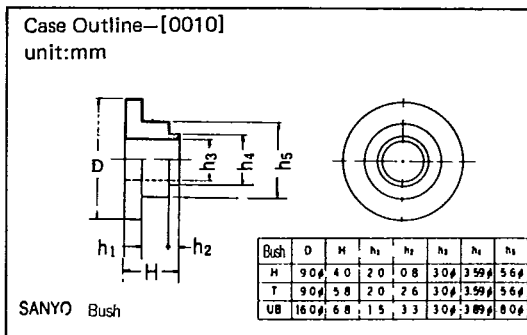 Case Outline–[0010]
unit:mm
D
h3
h4
h5
h1
H
h2
Bush D H h1 h2 h3 h4 h5
H 9.0φ 4.0 2.0 0.8 3.0φ 3.59φ 5.6φ
T 9.0φ 5.8 2.0 2.6 3.0φ 3.59φ 5.6φ
UB 16.0φ 6.8 1.5 3.3 3.0φ 3.89φ 8.0φ
SANYO Bush